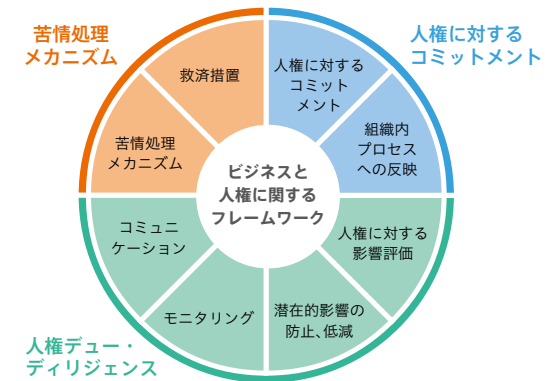 苦情処理
メカニズム
人権に対する
コミットメント
救済措置
人権に対する
コミット
メント
苦情処理
メカニズム
組織内
プロセス
への反映
ビジネスと
人権に関する
フレームワーク
コミュニ
ケーション
人権に対する
影響評価
モニタリング
潜在的影響の
防止、低減
人権デュー・
ディリジェンス